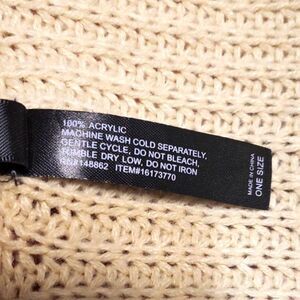 100% ACRYLIC
MACHINE WASH COLD SEPARATELY,
GENTLE CYCLE, DO NOT BLEACH,
TUMBLE DRY LOW, DO NOT IRON
RN#148862 ITEM#16173770
MADE IN CHINA
ONE SIZE